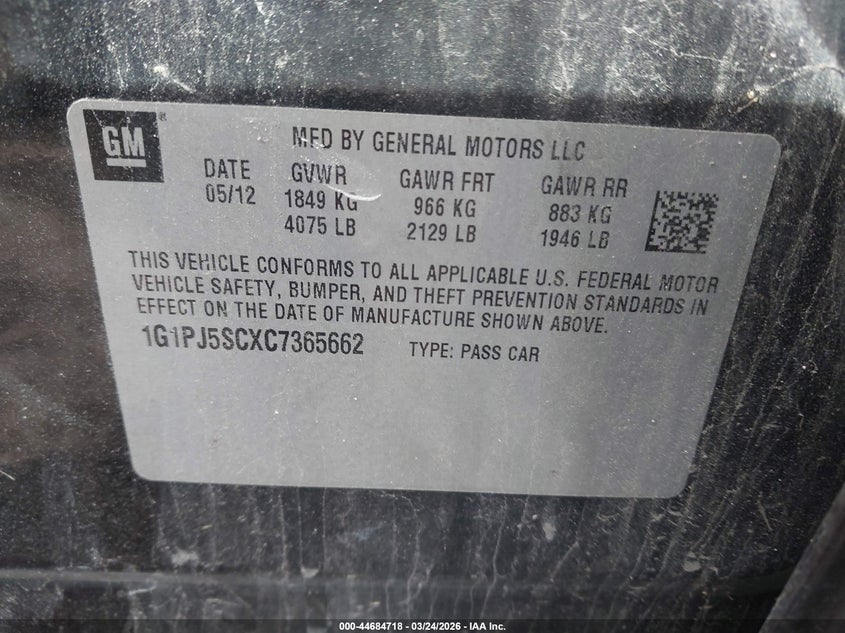 GM ®
MFD BY GENERAL MOTORS LLC
DATE GVWR GAWR FRT GAWR RR
05/12 1849 KG 966 KG 883 KG
4075 LB 2129 LB 1946 LB
THIS VEHICLE CONFORMS TO ALL APPLICABLE U.S. FEDERAL MOTOR
VEHICLE SAFETY, BUMPER, AND THEFT PREVENTION STANDARDS IN
EFFECT ON THE DATE OF MANUFACTURE SHOWN ABOVE.
1G1PJ5SCXC7365662 TYPE: PASS CAR
000-44684718 - 03/24/2026 - IAA Inc.